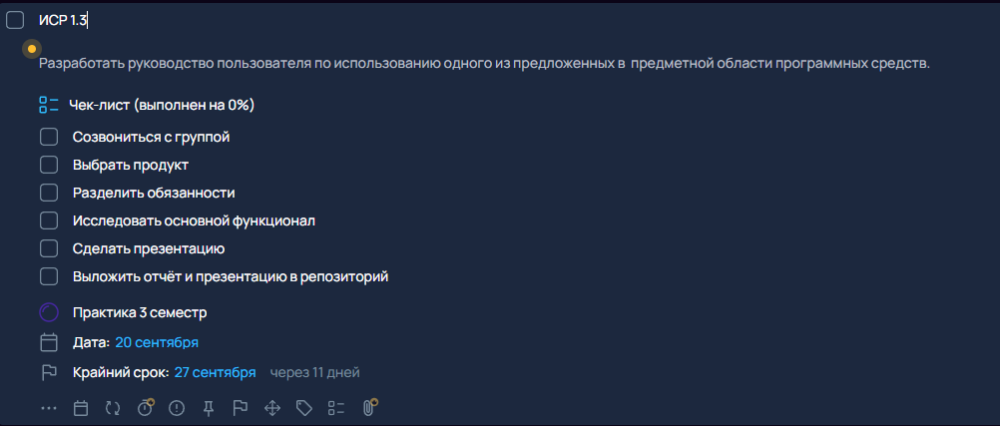 ИСР 1.3
Разработать руководство пользователя по использованию одного из предложенных в предметной области программных средств.
Чек-лист (выполнен на 0%)
Созвониться с группой
Выбрать продукт
Разделить обязанности
Исследовать основной функционал
Сделать презентацию
Выложить отчёт и презентацию в репозиторий
Практика 3 семестр
Дата: 20 сентября
Крайний срок: 27 сентября через 11 дней